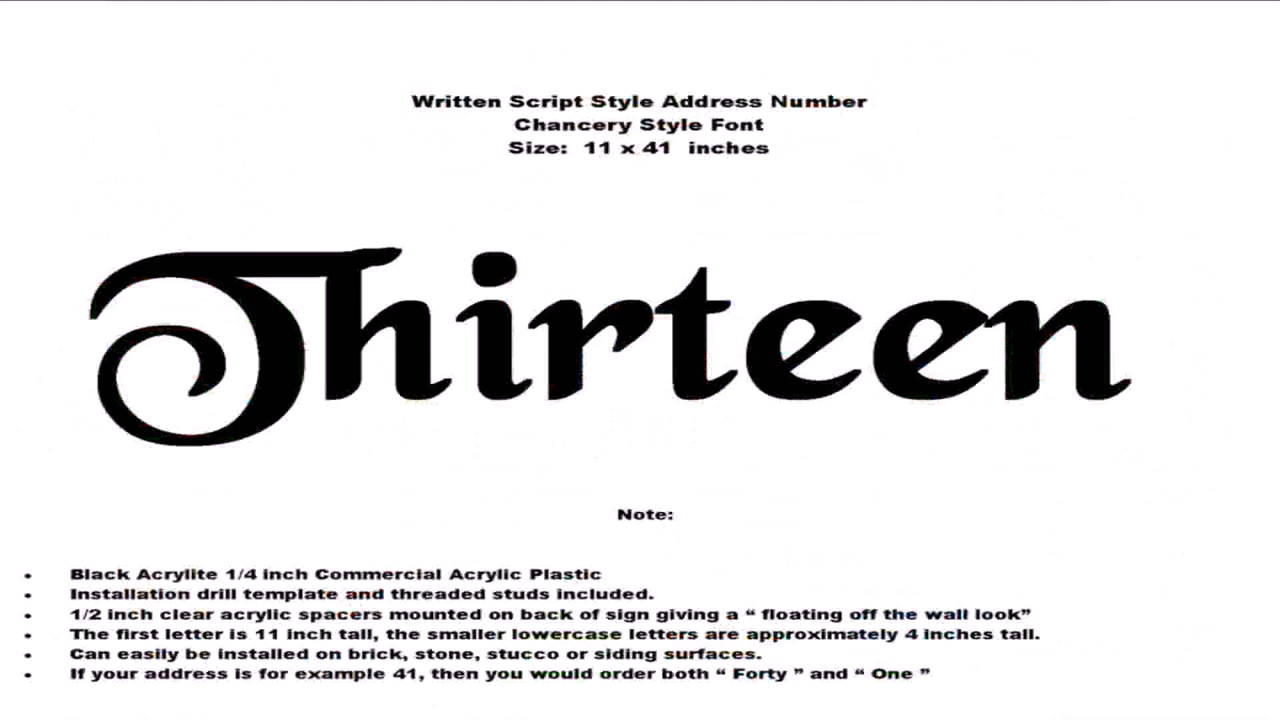 Written Script Style Address Number
Chancery Style Font
Size: 11 x 41 inches
Thirteen
Note:
• Black Acrylite 1/4 inch Commercial Acrylic Plastic
• Installation drill template and threaded studs included.
• 1/2 inch clear acrylic spacers mounted on back of sign giving a “ floating off the wall look”
• The first letter is 11 inch tall, the smaller lowercase letters are approximately 4 inches tall.
• Can easily be installed on brick, stone, stucco or siding surfaces.
• If your address is for example 41, then you would order both “ Forty ” and “ One ”